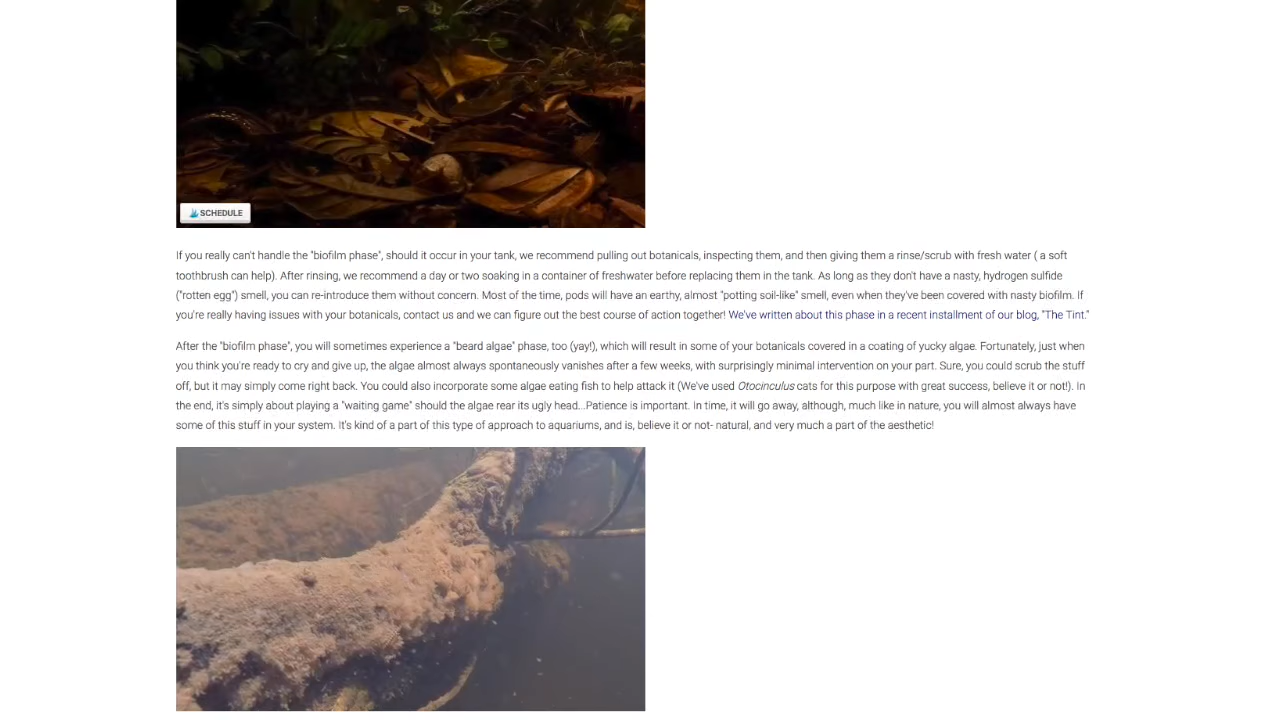 SCHEDULE
If you really can't handle the "biofilm phase", should it occur in your tank, we recommend pulling out botanicals, inspecting them, and then giving them a rinse/scrub with fresh water ( a soft
toothbrush can help). After rinsing, we recommend a day or two soaking in a container of freshwater before replacing them in the tank. As long as they don't have a nasty, hydrogen sulfide
("rotten egg") smell, you can re-introduce them without concern. Most of the time, pods will have an earthy, almost "potting soil-like" smell, even when they've been covered with nasty biofilm. If
you're really having issues with your botanicals, contact us and we can figure out the best course of action together! We've written about this phase in a recent installment of our blog, "The Tint."
After the "biofilm phase", you will sometimes experience a "beard algae" phase, too (yay!), which will result in some of your botanicals covered in a coating of yucky algae. Fortunately, just when
you think you're ready to cry and give up, the algae almost always spontaneously vanishes after a few weeks, with surprisingly minimal intervention on your part. Sure, you could scrub the stuff
off, but it may simply come right back. You could also incorporate some algae eating fish to help attack it (We've used Otocinculus cats for this purpose with great success, believe it or not!). In
the end, it's simply about playing a "waiting game" should the algae rear its ugly head...Patience is important. In time, it will go away, although, much like in nature, you will almost always have
some of this stuff in your system. It's kind of a part of this type of approach to aquariums, and is, believe it or not- natural, and very much a part of the aesthetic!